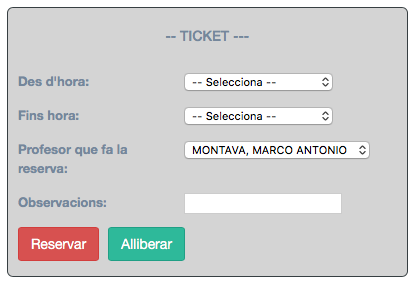 -- TICKET ---
Des d'hora: -- Selecciona --
Fins hora: -- Selecciona --
Profesor que fa la MONTAVA, MARCO ANTONIO
reserva:
Observacions:
Reservar Alliberar